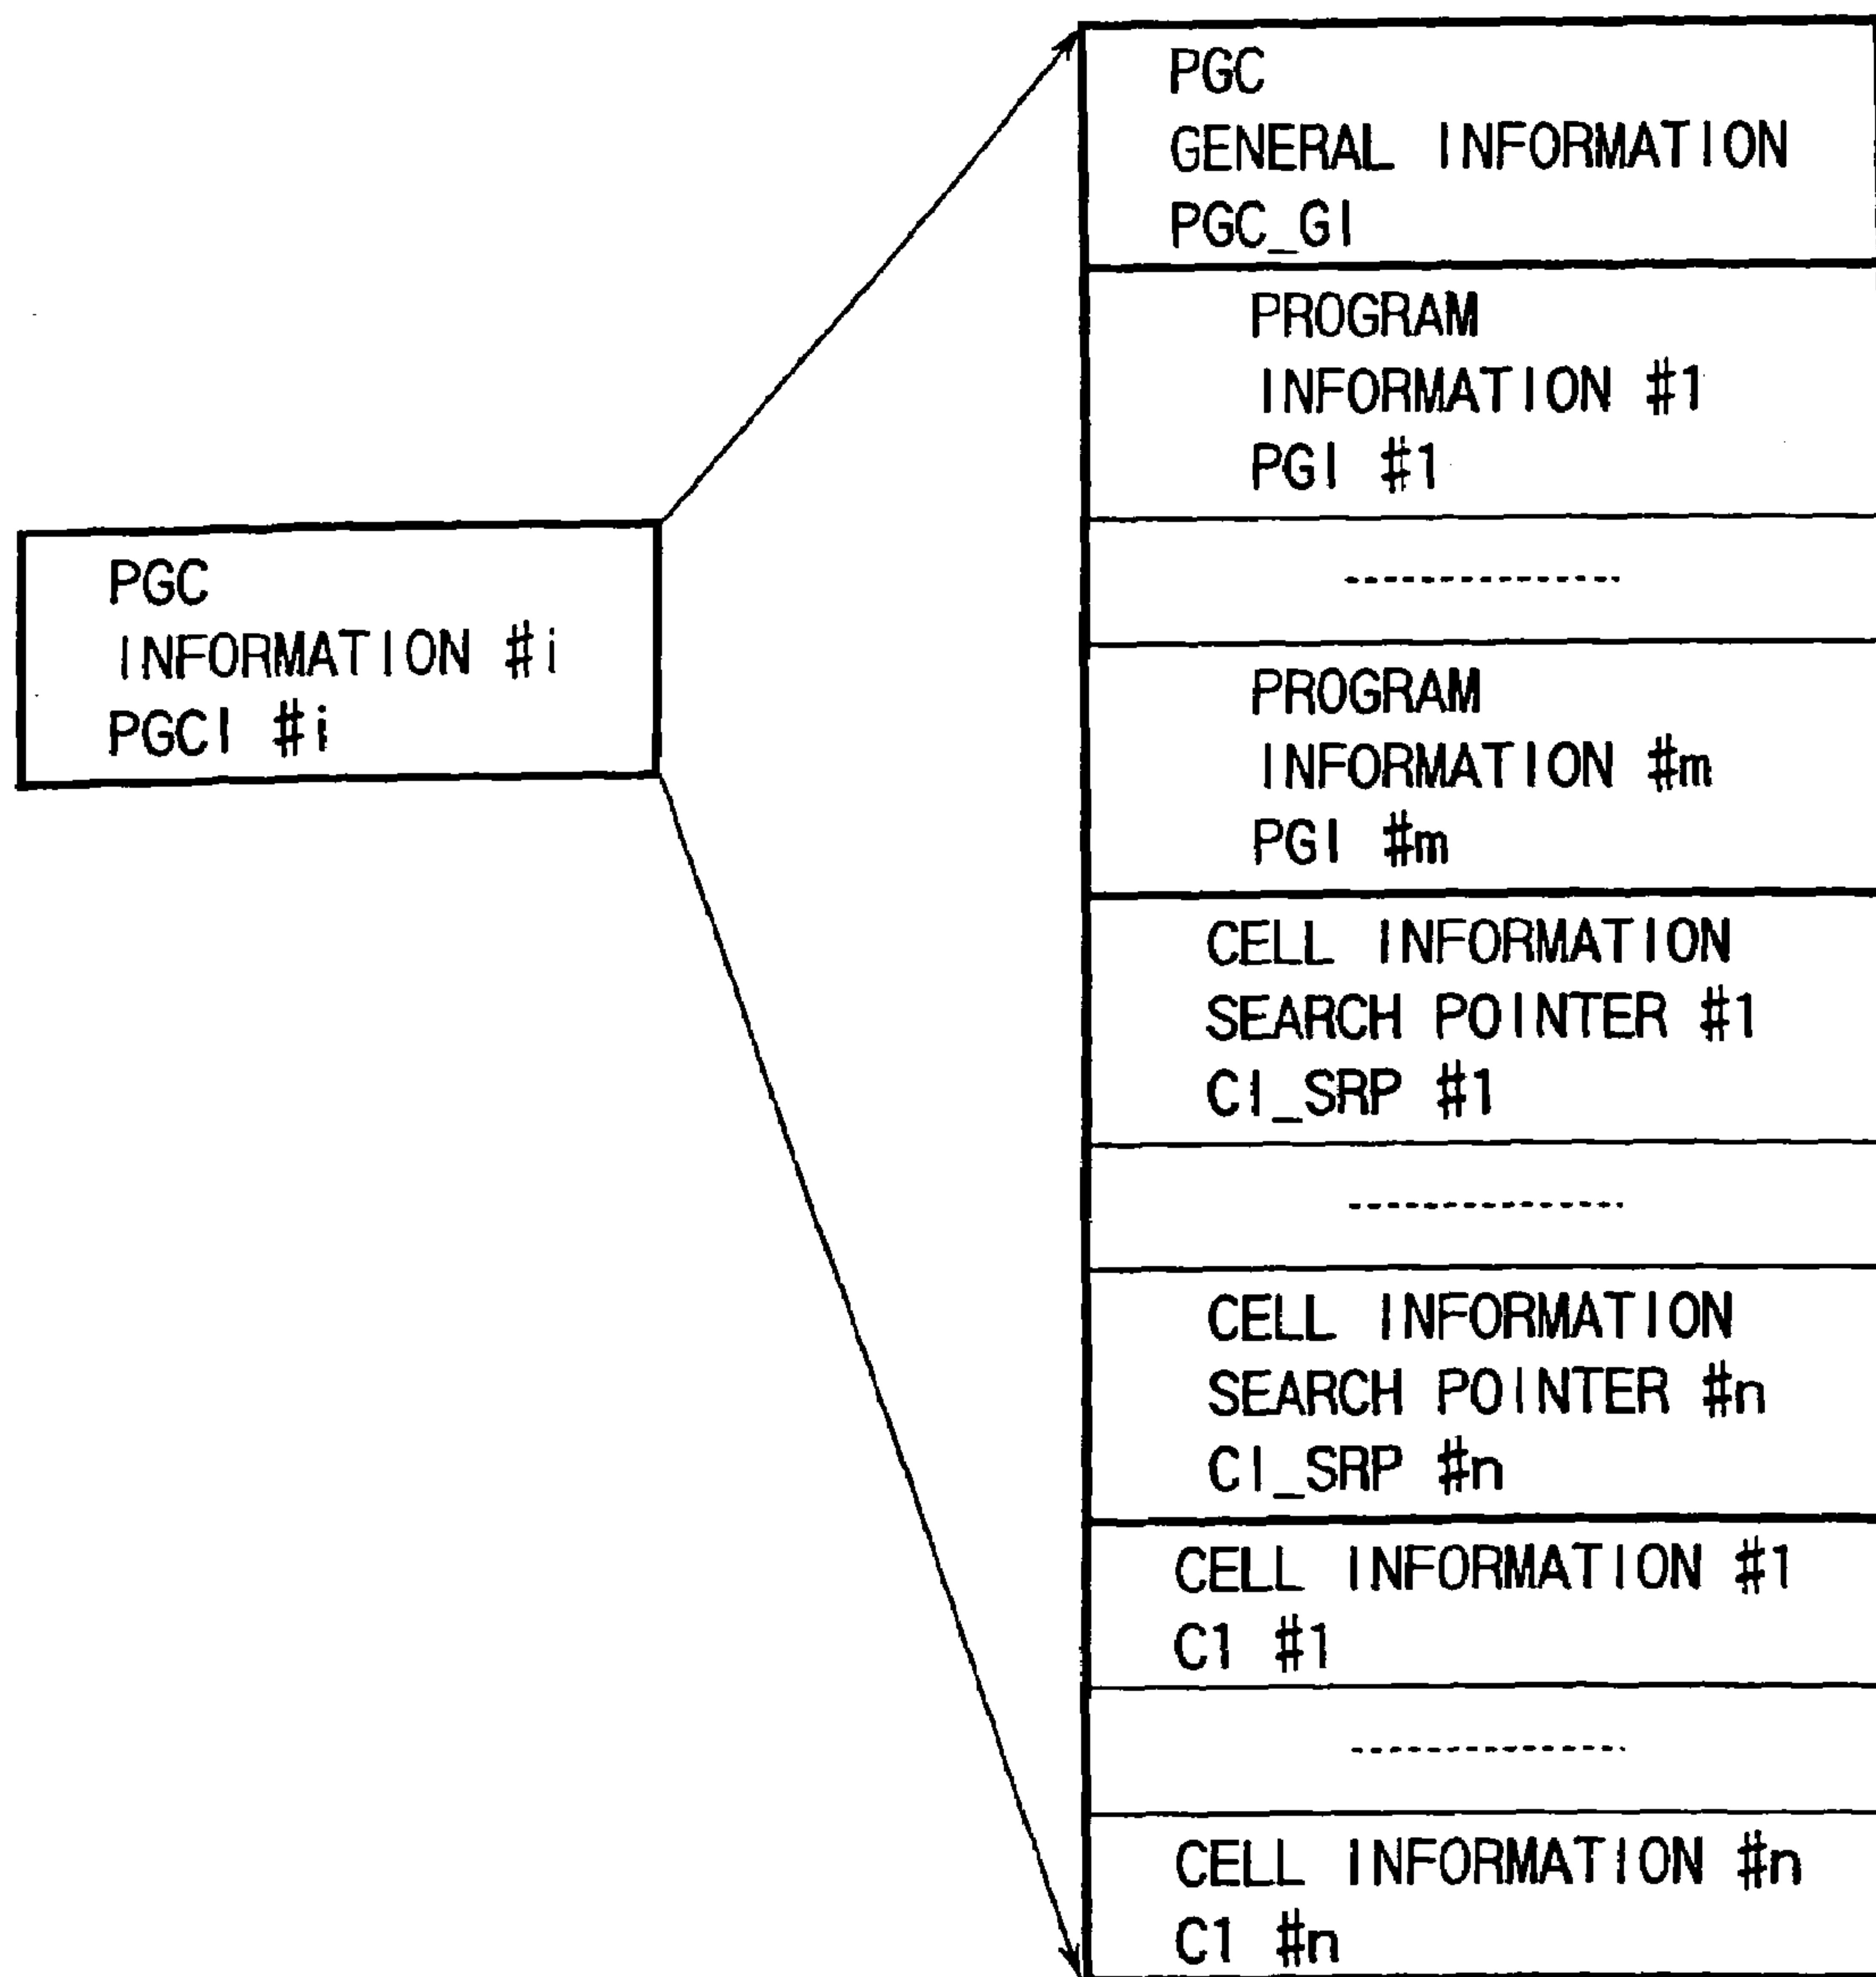 PGC
INFORMATION #i
PGCI #i
PGC
GENERAL INFORMATION
PGC_GI
PROGRAM
INFORMATION #1
PGI #1
PROGRAM
INFORMATION #m
PGI #m
CELL INFORMATION
SEARCH POINTER #1
CI_SRP #1
CELL INFORMATION
SEARCH POINTER #n
CI_SRP #n
CELL INFORMATION #1
C1 #1
CELL INFORMATION #n
C1 #n